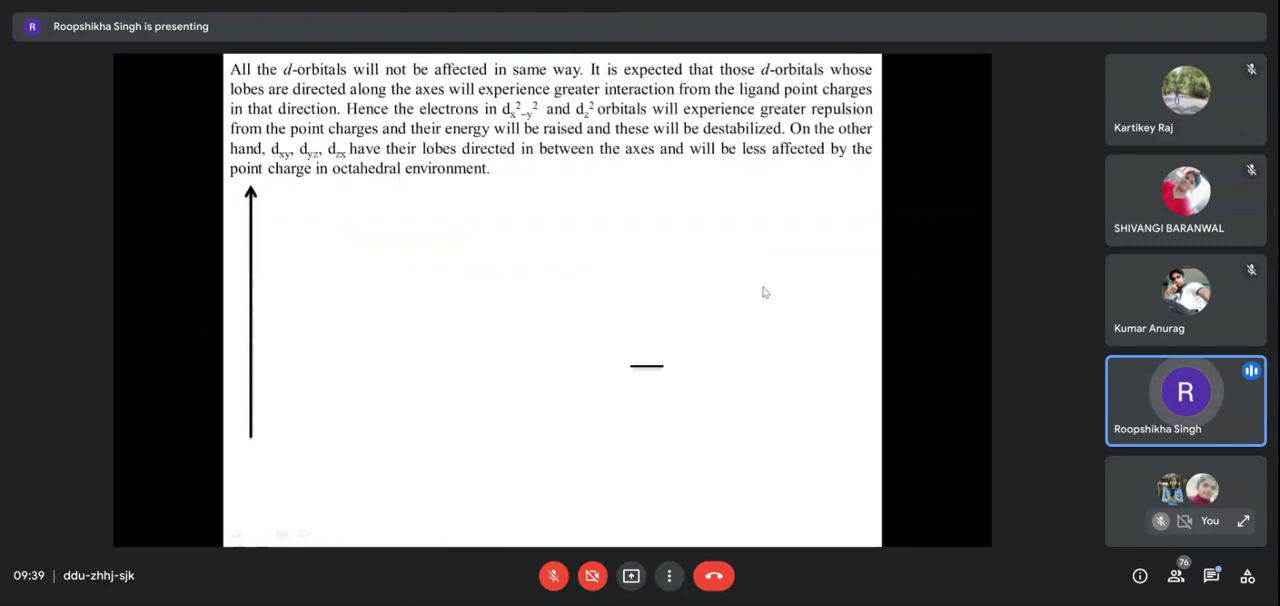 R Roopshikha Singh is presenting
All the d-orbitals will not be affected in same way. It is expected that those d-orbitals whose
lobes are directed along the axes will experience greater interaction from the ligand point charges
in that direction. Hence the electrons in dx²-y² and dz² orbitals will experience greater repulsion
from the point charges and their energy will be raised and these will be destabilized. On the other
hand, dxy, dyz, dzx have their lobes directed in between the axes and will be less affected by the
point charge in octahedral environment.
Kartikey Raj
SHIVANGI BARANWAL
Kumar Anurag
R
Roopshikha Singh
You
09:39 | ddu-zhhj-sjk
76